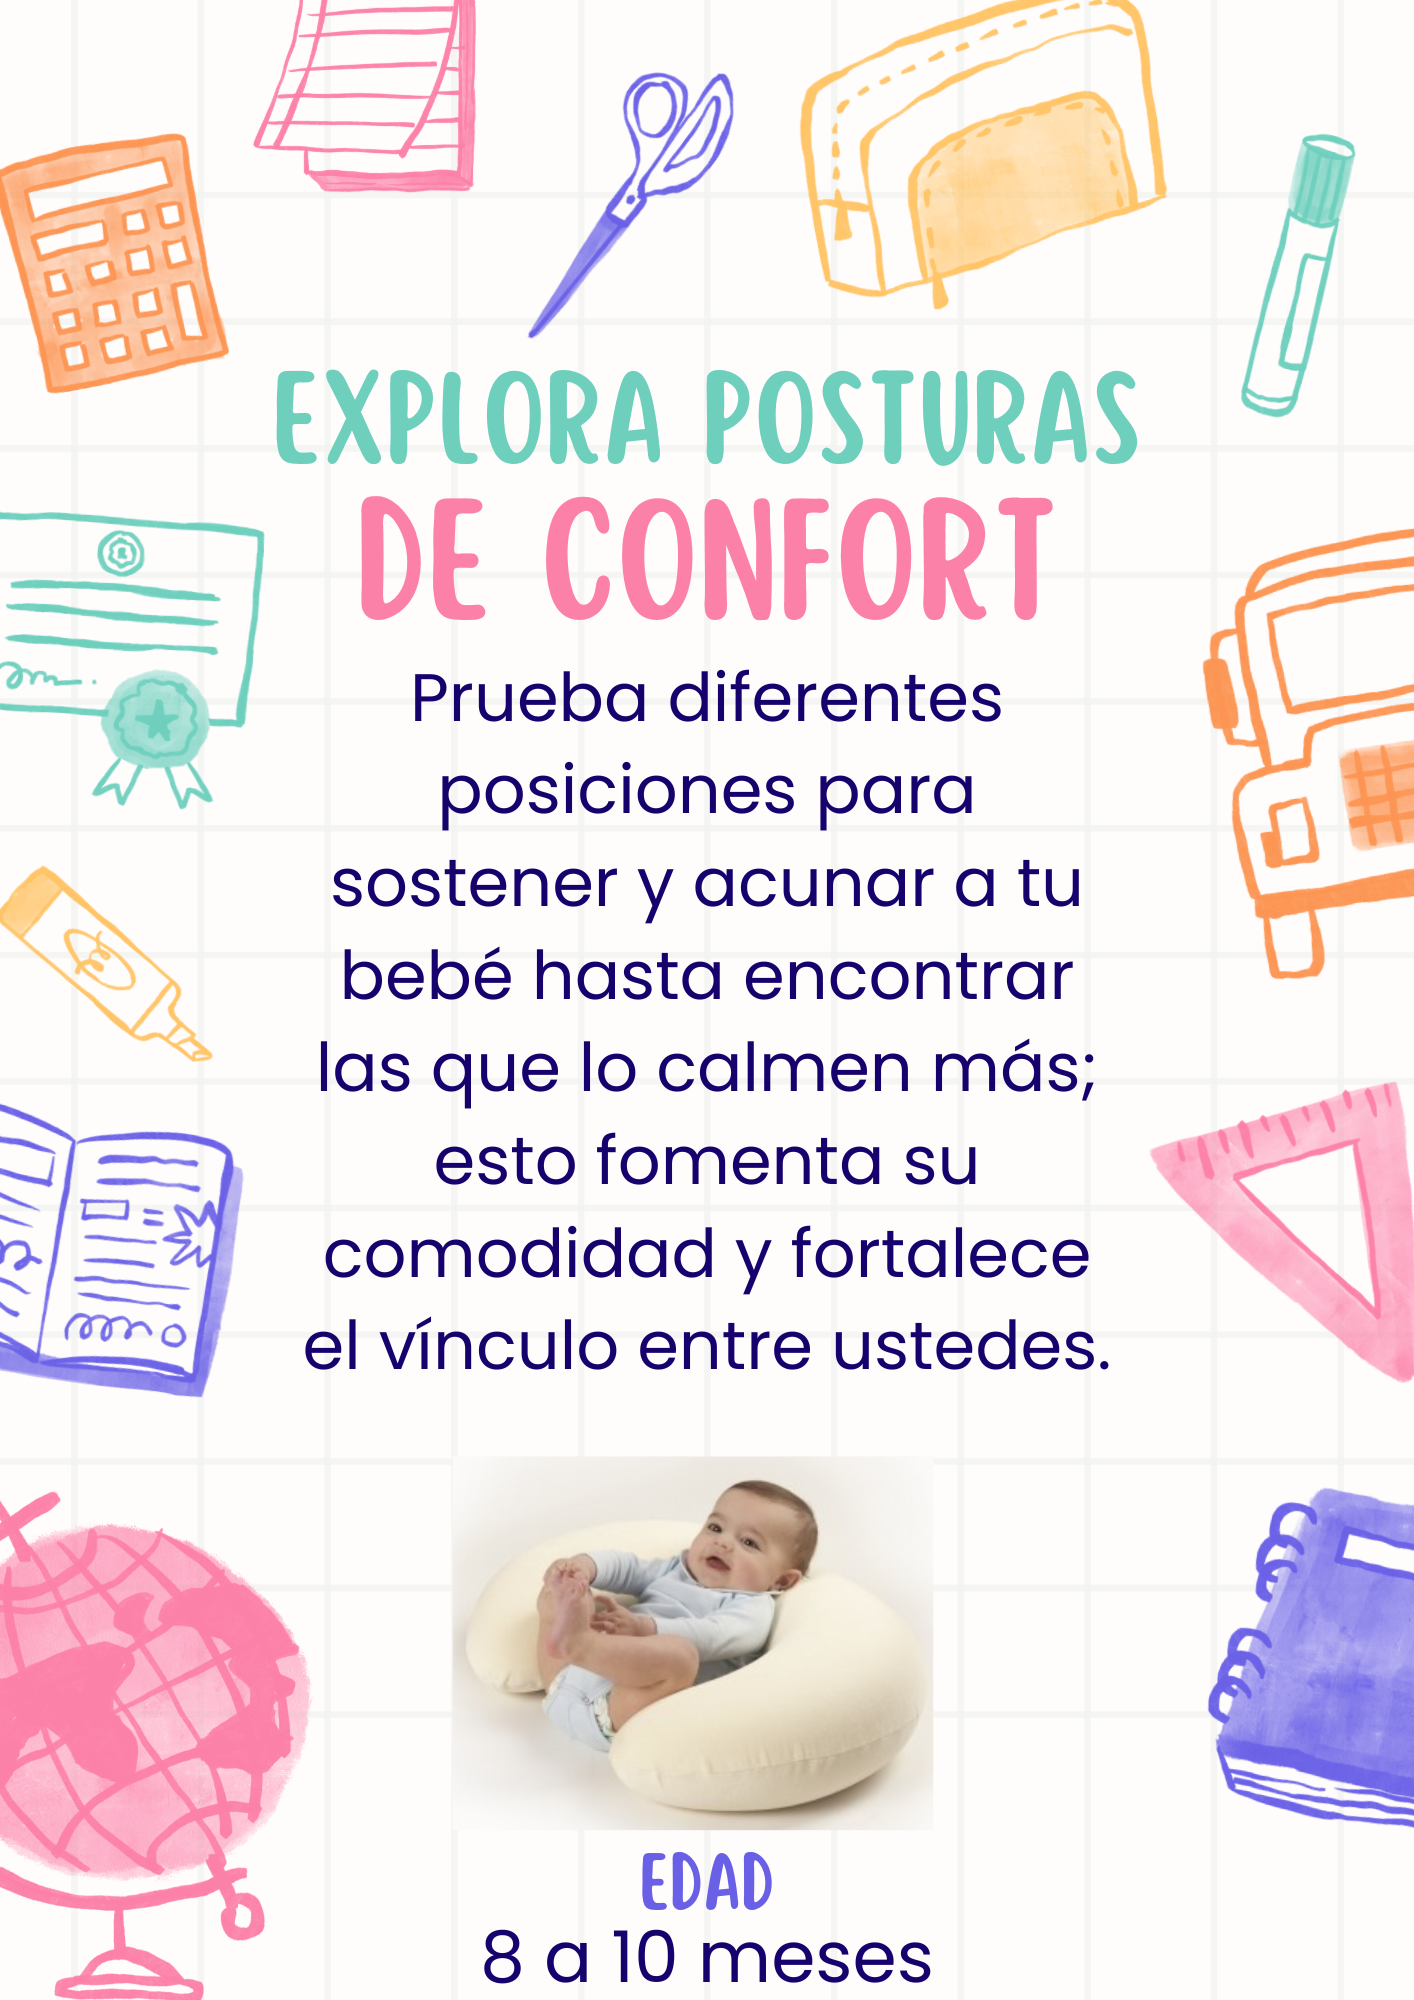 EXPLORA POSTURAS
DE CONFORT
Prueba diferentes
posiciones para
sostener y acunar a tu
bebé hasta encontrar
las que lo calmen más;
esto fomenta su
comodidad y fortalece
el vínculo entre ustedes.
EDAD
8 a 10 meses